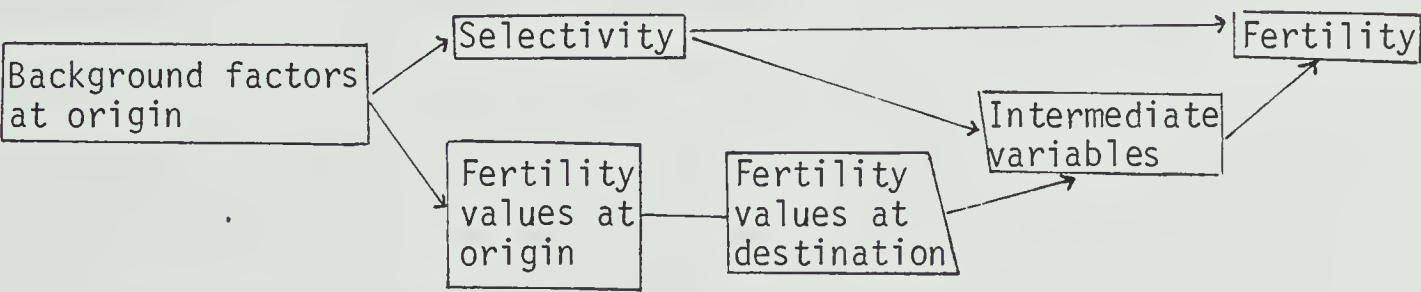 Background factors
at origin
Selectivity
Fertility
values at
origin
Fertility
values at
destination
Intermediate
variables
Fertility